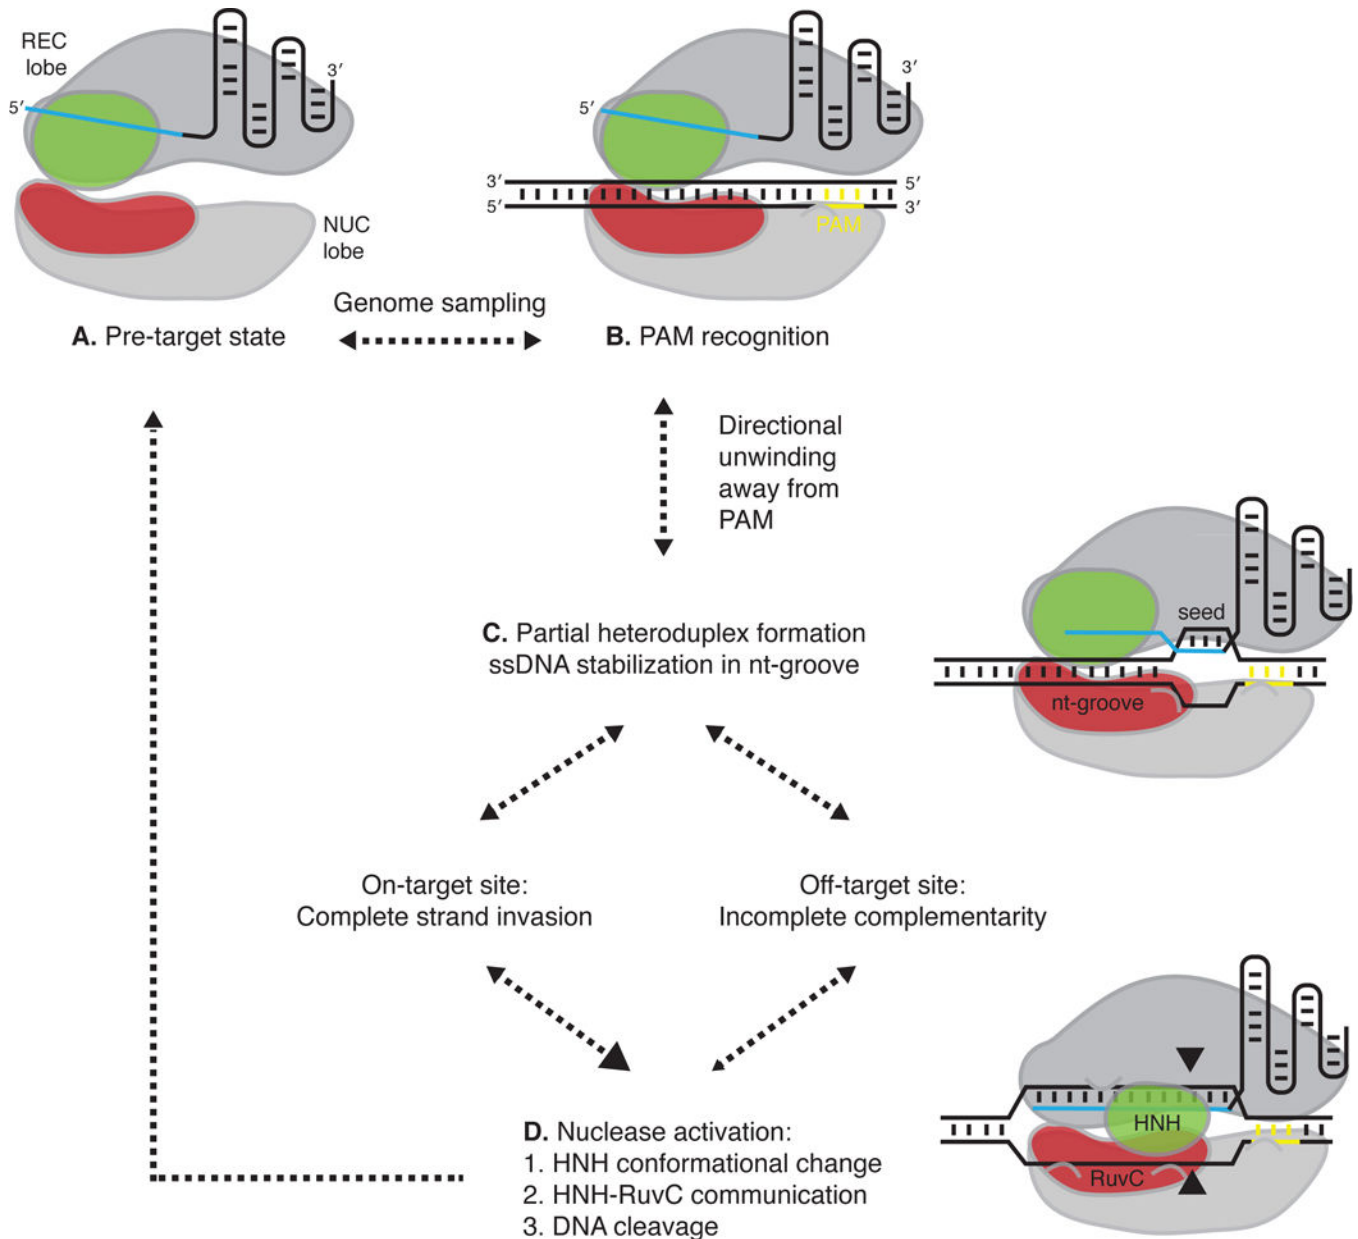 REC
lobe
5′
3′
NUC
lobe
5′
3′
3′
5′
5′
3′
PAM
Genome sampling
A. Pre-target state
B. PAM recognition
Directional
unwinding
away from
PAM
C. Partial heteroduplex formation
ssDNA stabilization in nt-groove
seed
nt-groove
On-target site:
Complete strand invasion
Off-target site:
Incomplete complementarity
D. Nuclease activation:
1. HNH conformational change
2. HNH-RuvC communication
3. DNA cleavage
HNH
RuvC